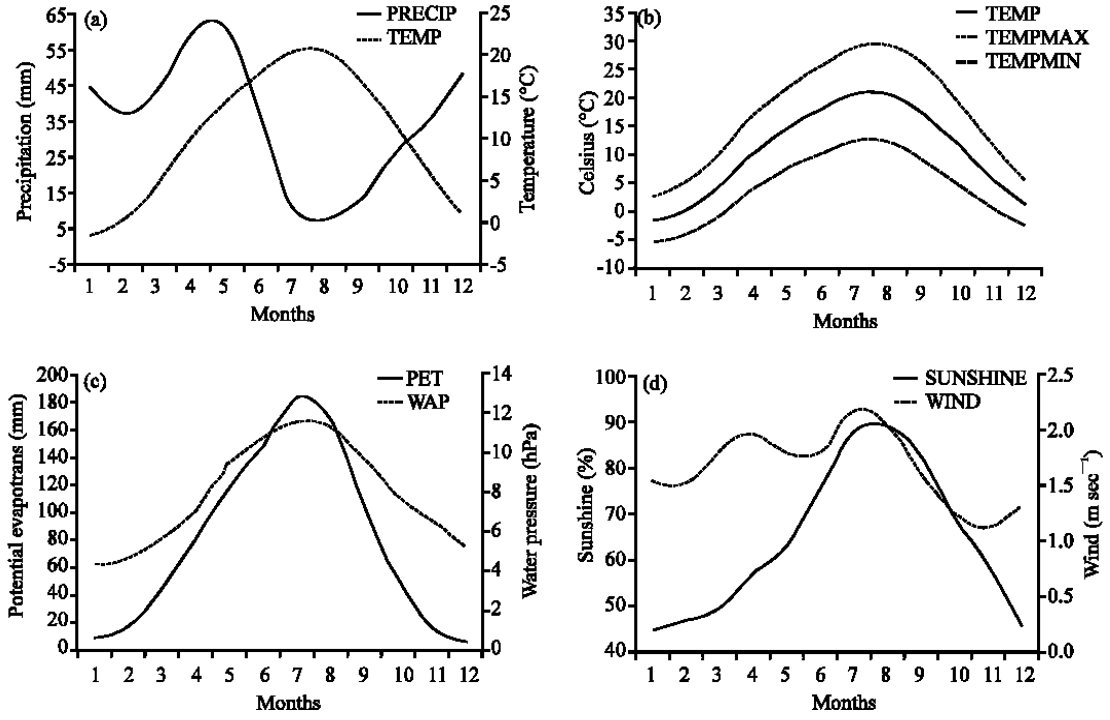 (a)
PRECIP
TEMP
65
55
45
35
25
15
5
-5
Precipitation (mm)
25
20
15
10
5
0
-5
Temperature (°C)
1 2 3 4 5 6 7 8 9 10 11 12
Months
(b)
TEMP
TEMPMAX
TEMPMIN
35
30
25
20
15
10
5
0
-5
-10
Celsius (°C)
1 2 3 4 5 6 7 8 9 10 11 12
Months
(c)
PET
WAP
200
180
160
140
120
100
80
60
40
20
0
Potential evapotrans (mm)
14
12
10
8
6
4
2
0
Water pressure (hPa)
1 2 3 4 5 6 7 8 9 10 11 12
Months
(d)
SUNSHINE
WIND
100
90
80
70
60
50
40
Sunshine (%)
2.5
2.0
1.5
1.0
0.5
0.0
Wind (m sec⁻¹)
1 2 3 4 5 6 7 8 9 10 11 12
Months